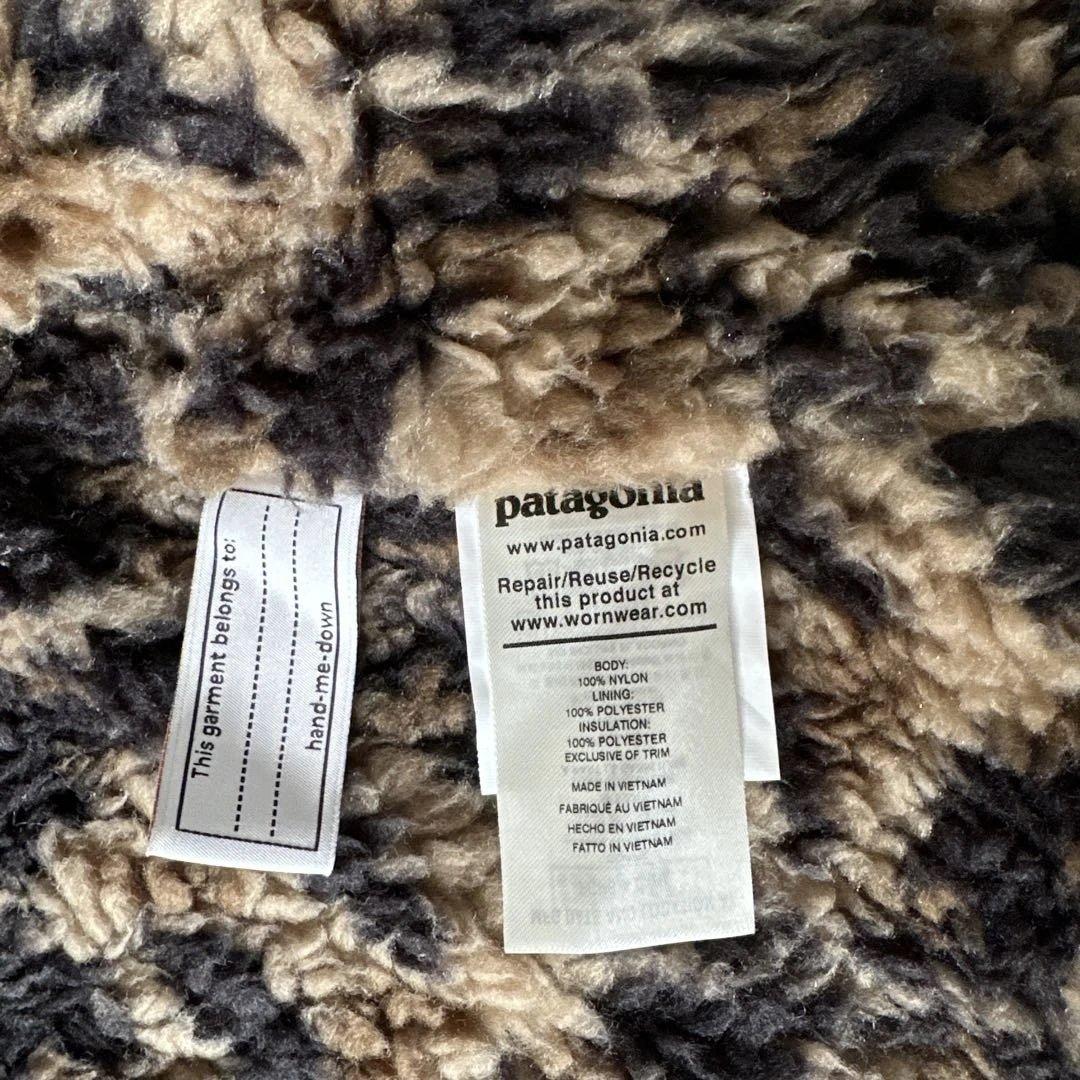 This garment belongs to:
hand-me-down
patagonia
www.patagonia.com
Repair/Reuse/Recycle
this product at
www.wornwear.com
BODY:
100% NYLON
LINING:
100% POLYESTER
INSULATION:
100% POLYESTER
EXCLUSIVE OF TRIM
MADE IN VIETNAM
FABRIQUÉ AU VIETNAM
HECHO EN VIETNAM
FATTO IN VIETNAM